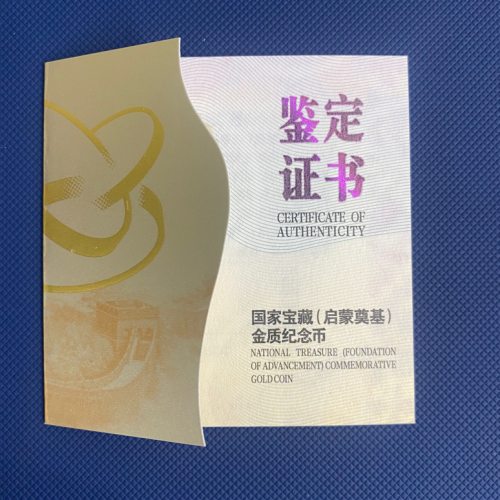 鉴定
证书
CERTIFICATE OF
AUTHENTICITY
国家宝藏（启蒙奠基）
金质纪念币
NATIONAL TREASURE (FOUNDATION
OF ADVANCEMENT) COMMEMORATIVE
GOLD COIN